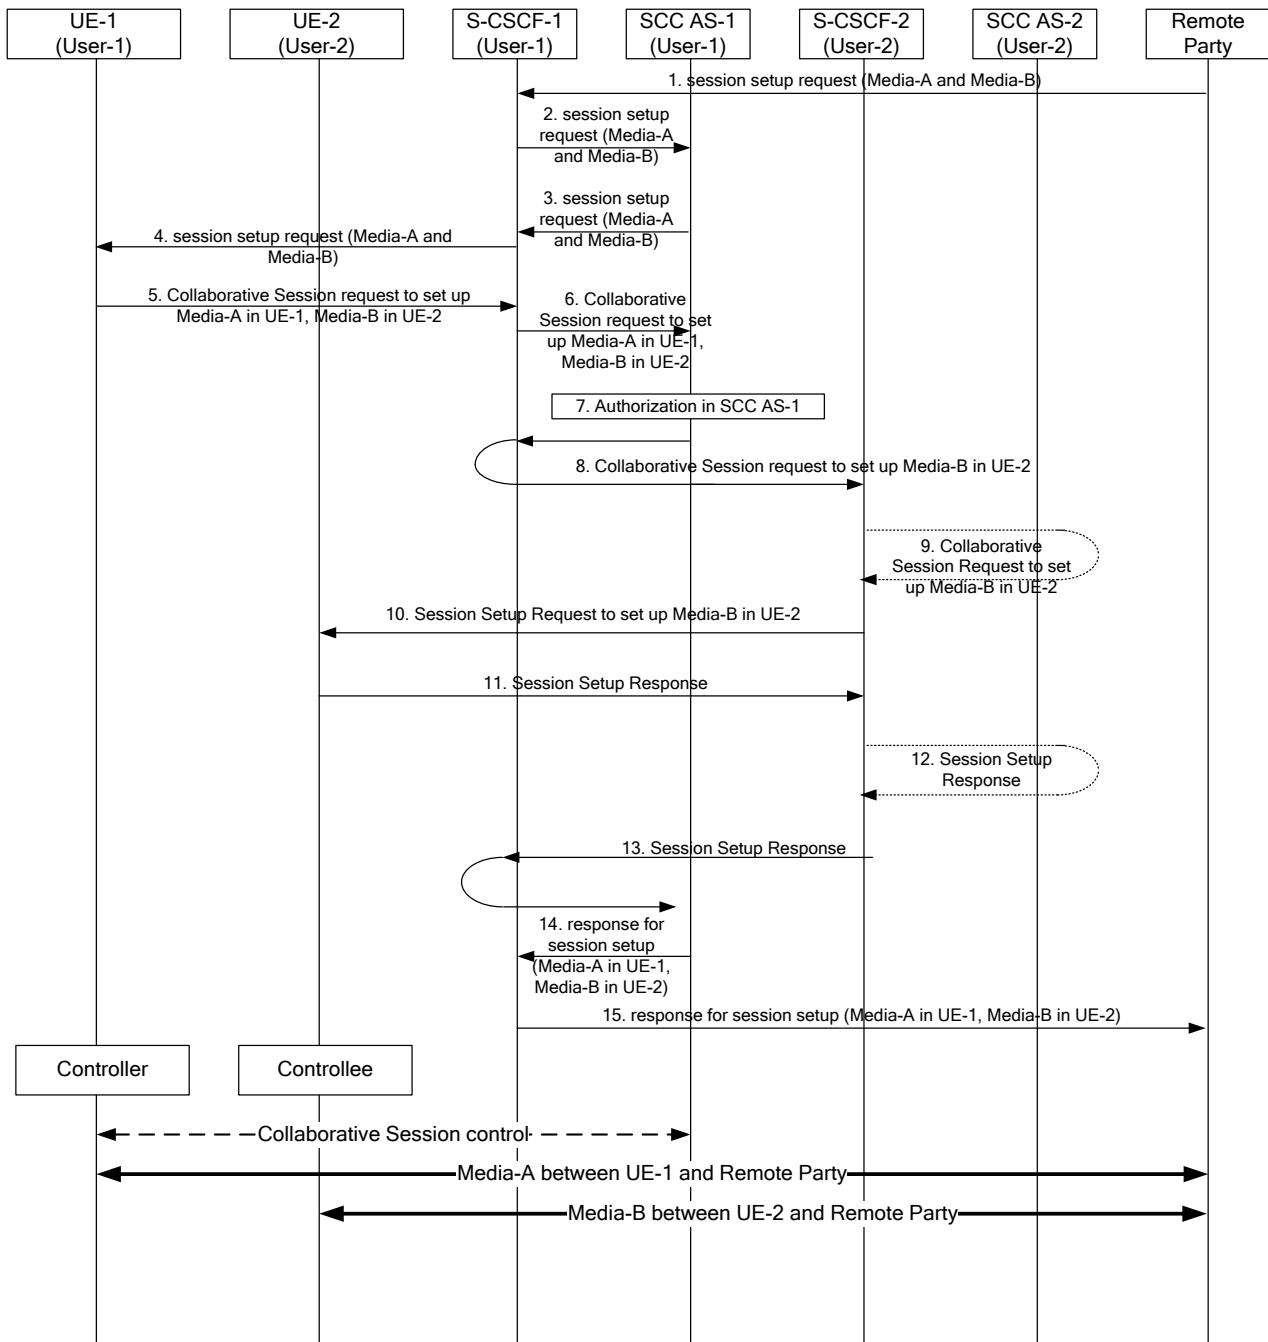 UE-1
(User-1)
UE-2
(User-2)
S-CSCF-1
(User-1)
SCC AS-1
(User-1)
S-CSCF-2
(User-2)
SCC AS-2
(User-2)
Remote
Party
1. session setup request (Media-A and Media-B)
2. session setup
request (Media-A
and Media-B)
3. session setup
request (Media-A
and Media-B)
4. session setup request (Media-A and
Media-B)
5. Collaborative Session request to set up
Media-A in UE-1, Media-B in UE-2
6. Collaborative
Session request to set
up Media-A in UE-1,
Media-B in UE-2
7. Authorization in SCC AS-1
8. Collaborative Session request to set up Media-B in UE-2
9. Collaborative
Session Request to set
up Media-B in UE-2
10. Session Setup Request to set up Media-B in UE-2
11. Session Setup Response
12. Session Setup
Response
13. Session Setup Response
14. response for
session setup
(Media-A in UE-1,
Media-B in UE-2)
15. response for session setup (Media-A in UE-1, Media-B in UE-2)
Controller
Controllee
Collaborative Session control
Media-A between UE-1 and Remote Party
Media-B between UE-2 and Remote Party